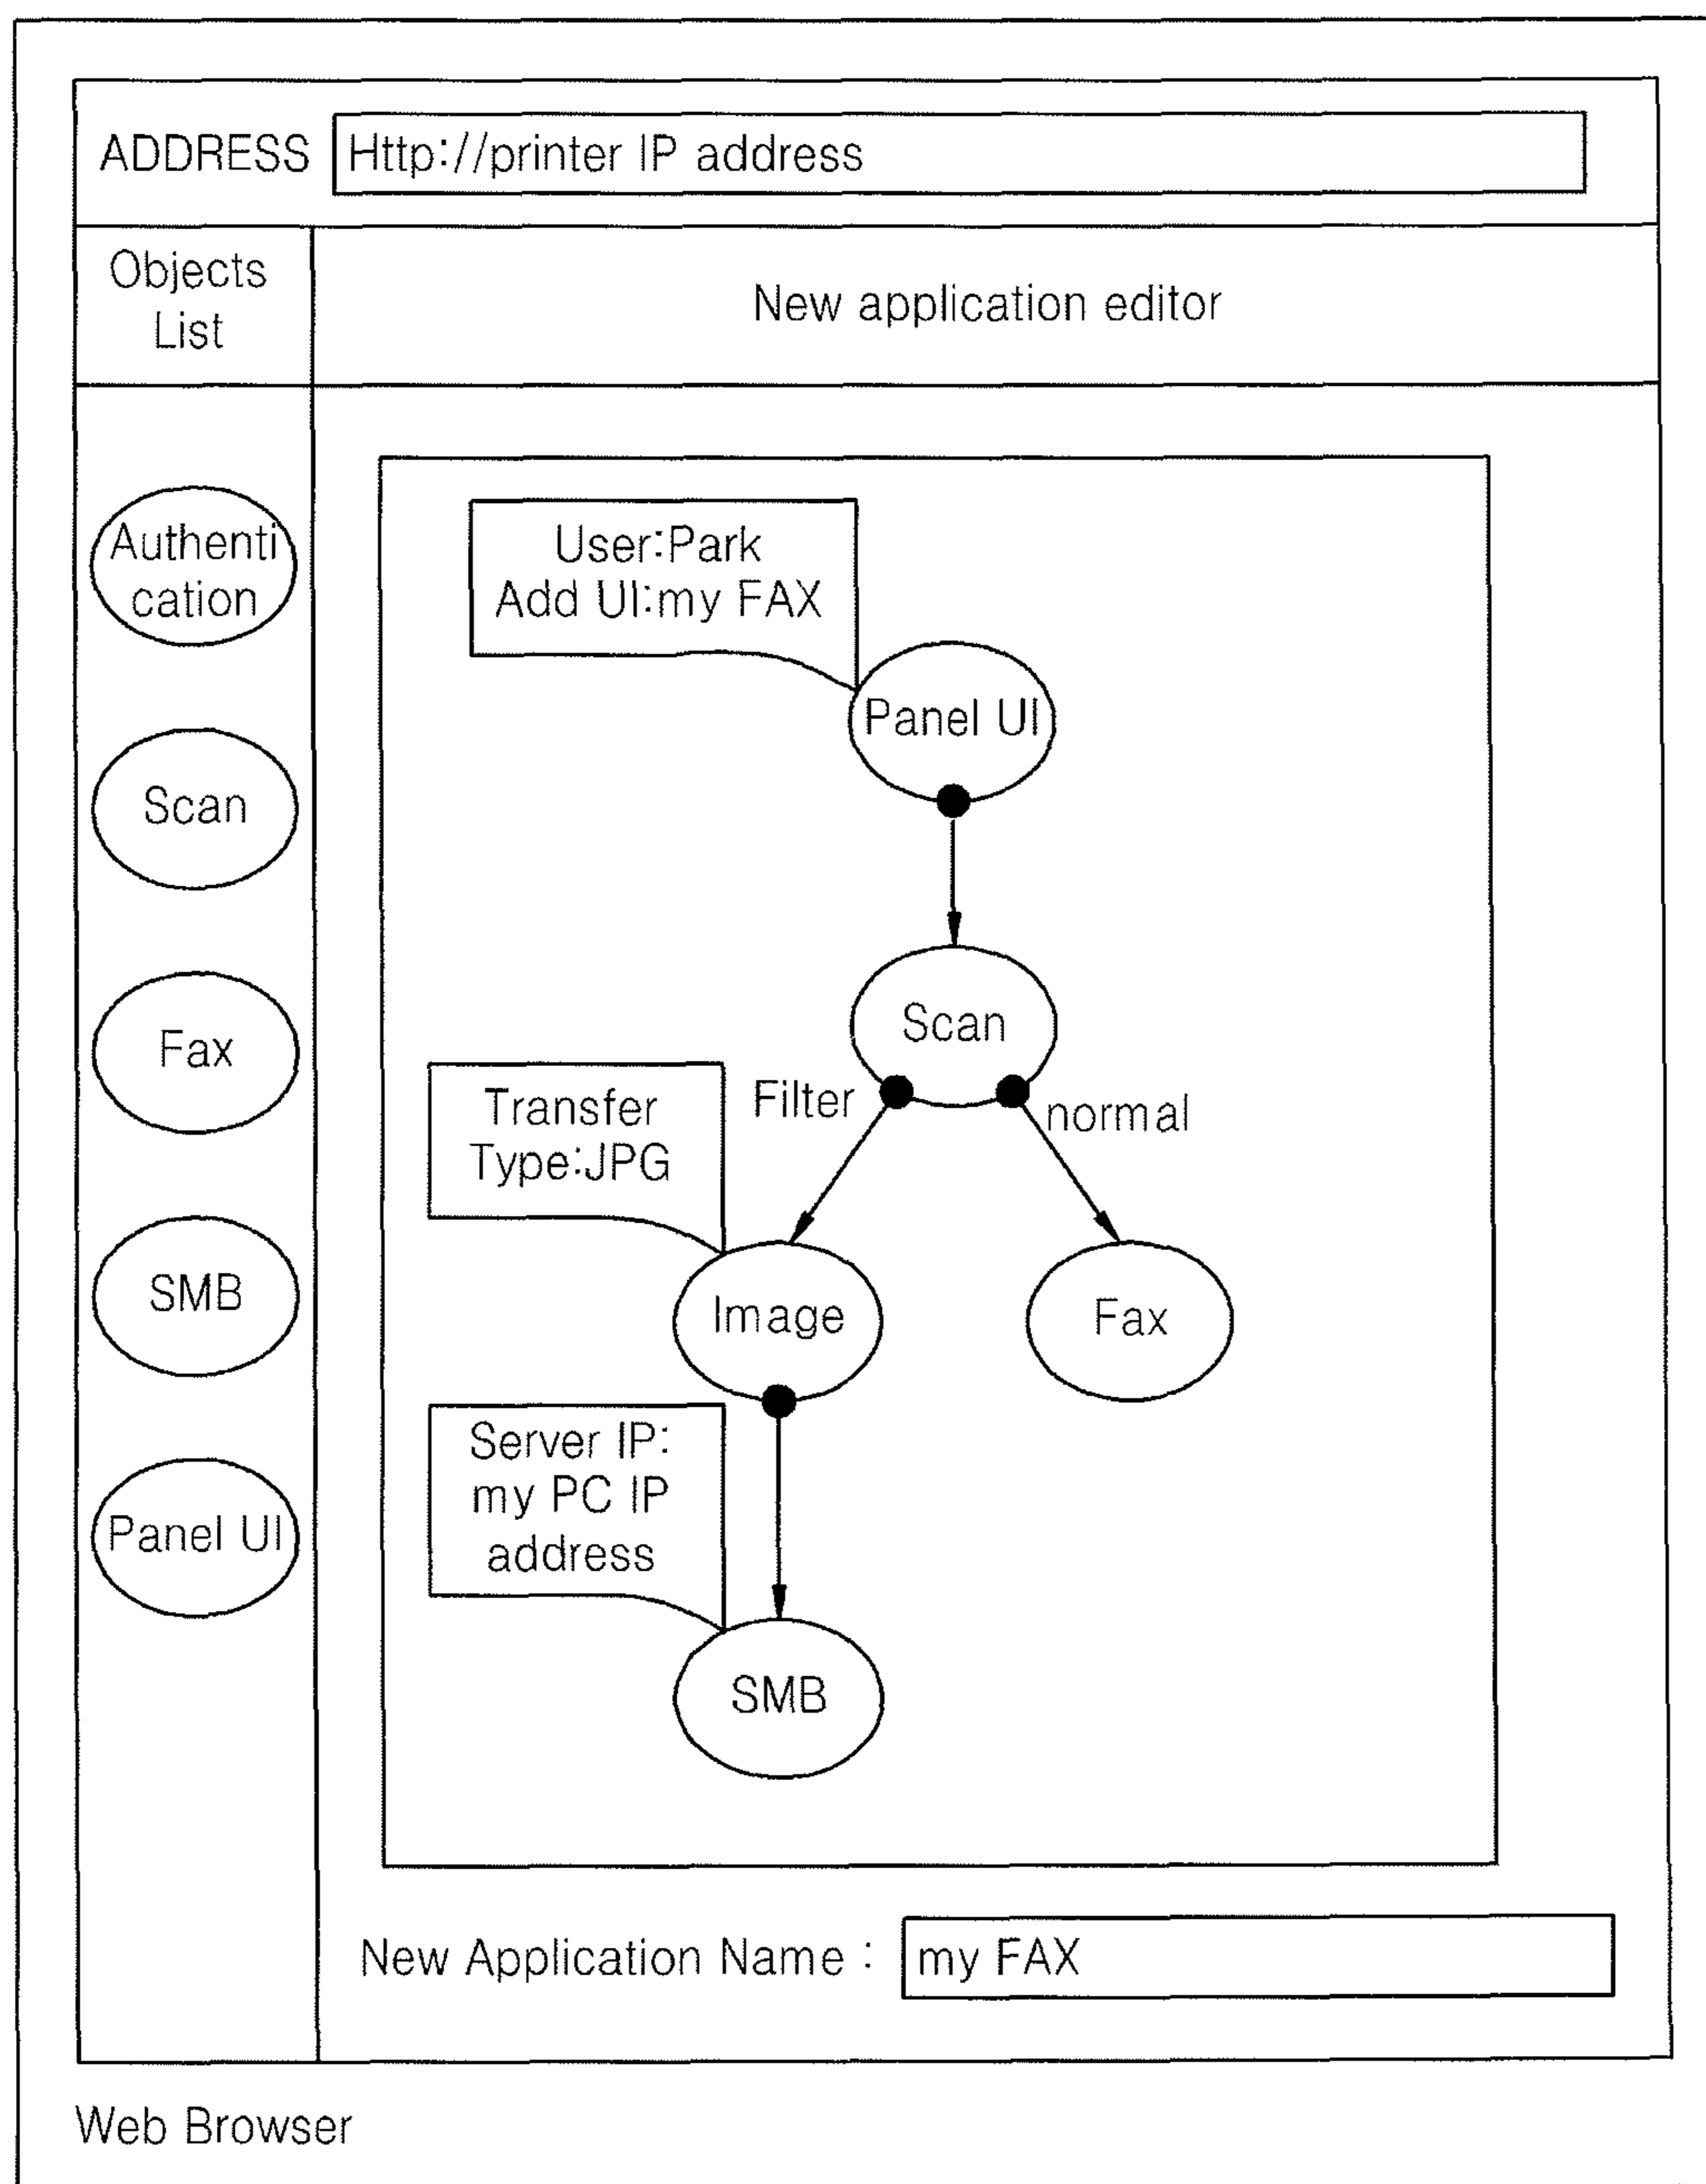 ADDRESS Http://printer IP address
Objects
List
New application editor
Authenti
cation
Scan
Fax
SMB
Panel UI
User:Park
Add UI:my FAX
Panel UI
Scan
Filter
normal
Transfer
Type:JPG
Image
Fax
Server IP:
my PC IP
address
SMB
New Application Name : my FAX
Web Browser